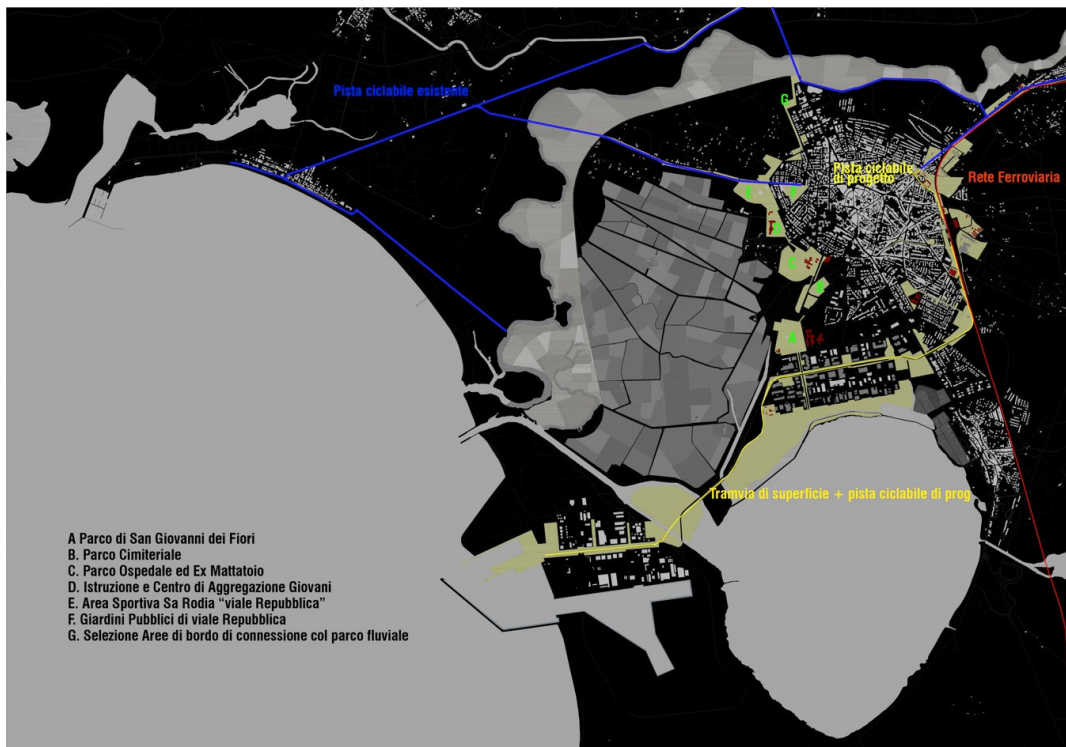 Pista ciclabile esistente
G
Pista ciclabile
di progetto
Rete Ferroviaria
E
F
D
C
B
A
Tramvia di superficie + pista ciclabile di prog
A Parco di San Giovanni dei Fiori
B. Parco Cimiteriale
C. Parco Ospedale ed Ex Mattatoio
D. Istruzione e Centro di Aggregazione Giovani
E. Area Sportiva Sa Rodia "viale Repubblica"
F. Giardini Pubblici di viale Repubblica
G. Selezione Aree di bordo di connessione col parco fluviale